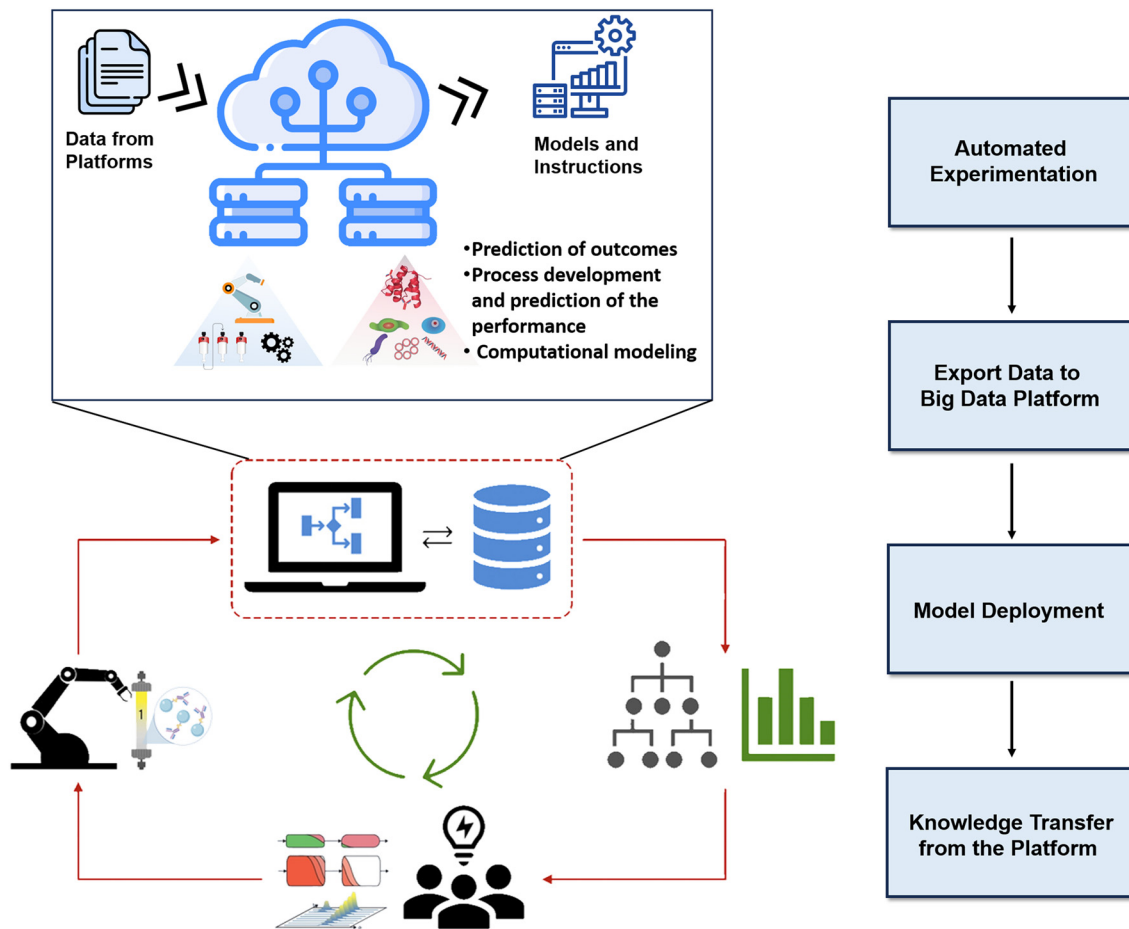 Data from
Platforms
Models and
Instructions
•Prediction of outcomes
•Process development
and prediction of the
performance
• Computational modeling
1
Automated
Experimentation
Export Data to
Big Data Platform
Model Deployment
Knowledge Transfer
from the Platform